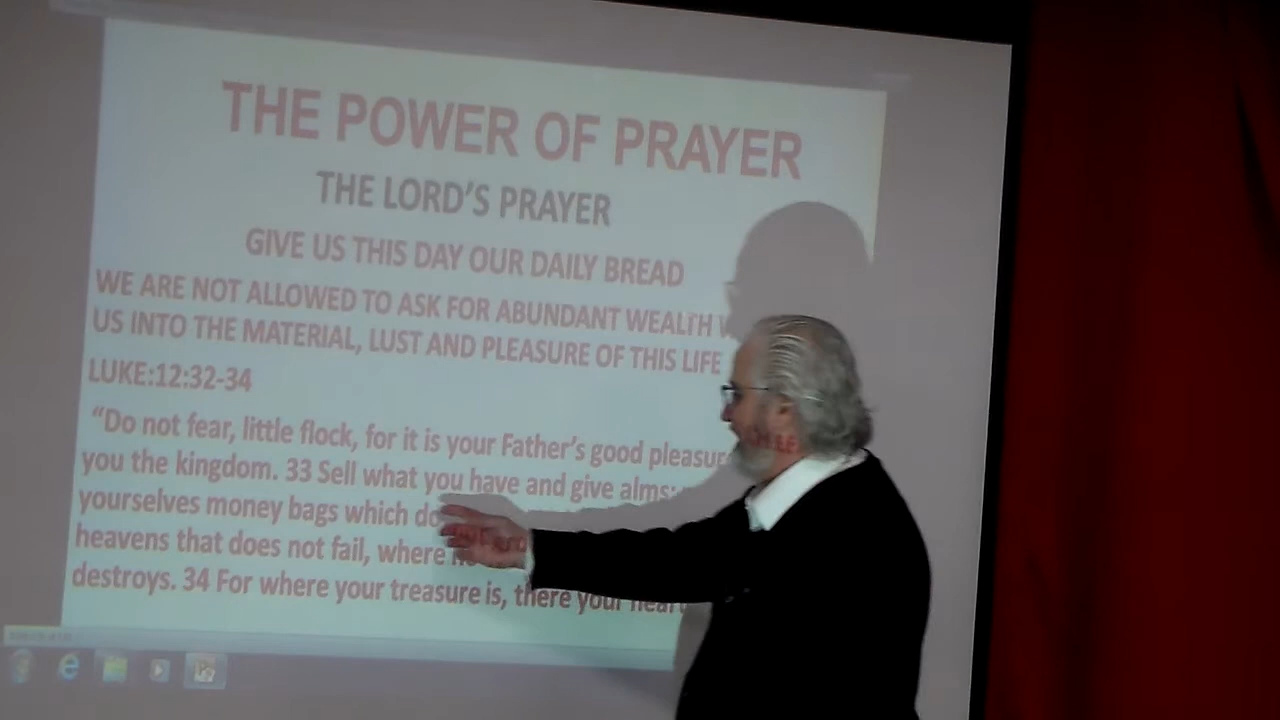 THE POWER OF PRAYER
THE LORD'S PRAYER
GIVE US THIS DAY OUR DAILY BREAD
WE ARE NOT ALLOWED TO ASK FOR ABUNDANT WEALTH
US INTO THE MATERIAL, LUST AND PLEASURE OF THIS LIFE
LUKE:12:32-34
“Do not fear, little flock, for it is your Father's good pleasure
you the kingdom. 33 Sell what you have and give alms;
yourselves money bags which do
heavens that does not fail, where
destroys. 34 For where your treasure is, there your heart